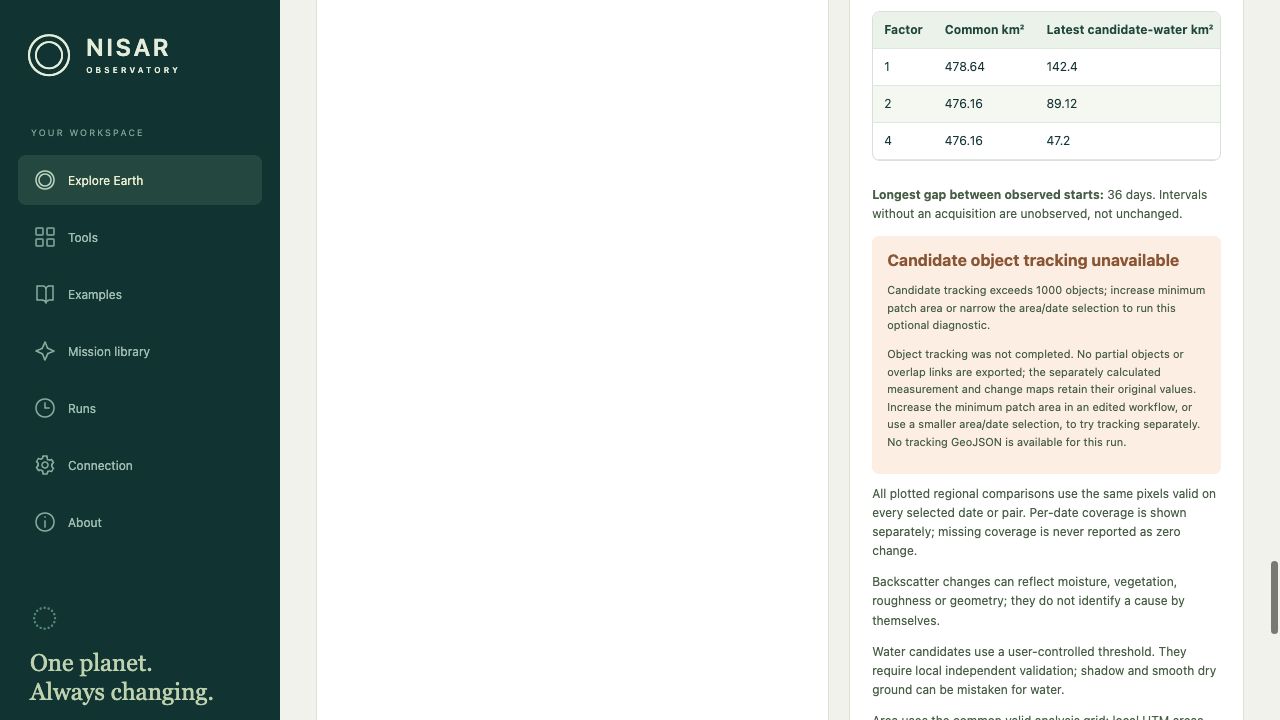 NISAR
OBSERVATORY
YOUR WORKSPACE
Explore Earth
Tools
Examples
Mission library
Runs
Connection
About
One planet.
Always changing.
Factor Common km² Latest candidate-water km²
1 478.64 142.4
2 476.16 89.12
4 476.16 47.2
Longest gap between observed starts: 36 days. Intervals
without an acquisition are unobserved, not unchanged.
Candidate object tracking unavailable
Candidate tracking exceeds 1000 objects; increase minimum
patch area or narrow the area/date selection to run this
optional diagnostic.
Object tracking was not completed. No partial objects or
overlap links are exported; the separately calculated
measurement and change maps retain their original values.
Increase the minimum patch area in an edited workflow, or
use a smaller area/date selection, to try tracking separately.
No tracking GeoJSON is available for this run.
All plotted regional comparisons use the same pixels valid on
every selected date or pair. Per-date coverage is shown
separately; missing coverage is never reported as zero
change.
Backscatter changes can reflect moisture, vegetation,
roughness or geometry; they do not identify a cause by
themselves.
Water candidates use a user-controlled threshold. They
require local independent validation; shadow and smooth dry
ground can be mistaken for water.
Area uses the common valid analysis grid; local UTM areas